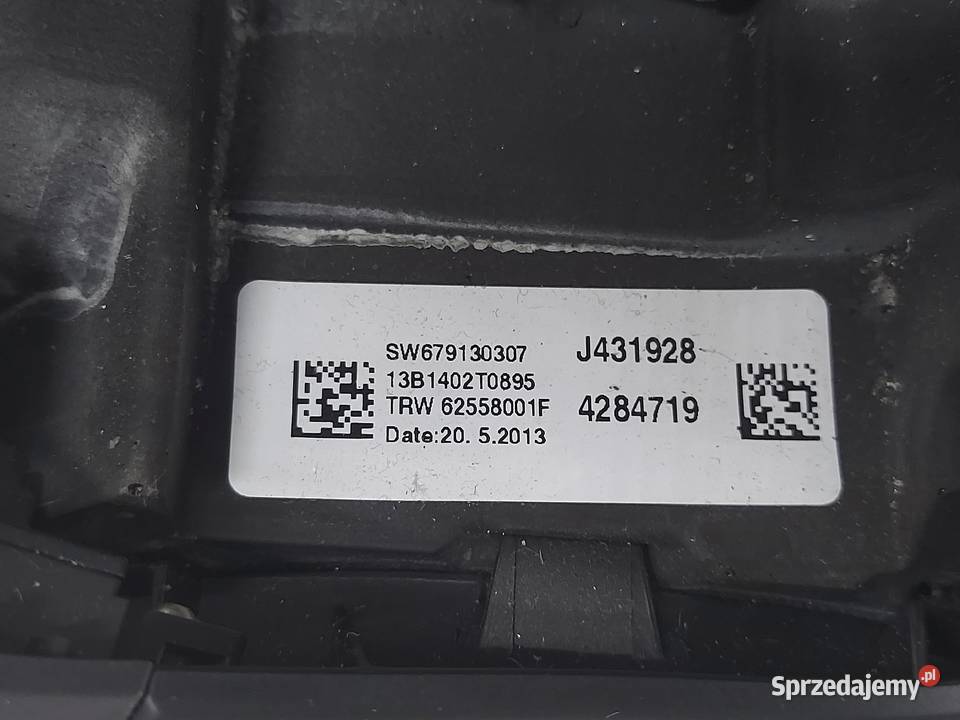 SW679130307
13B1402T0895
TRW 62558001F
Date:20. 5.2013
J431928
4284719
Sprzedajemy.pl